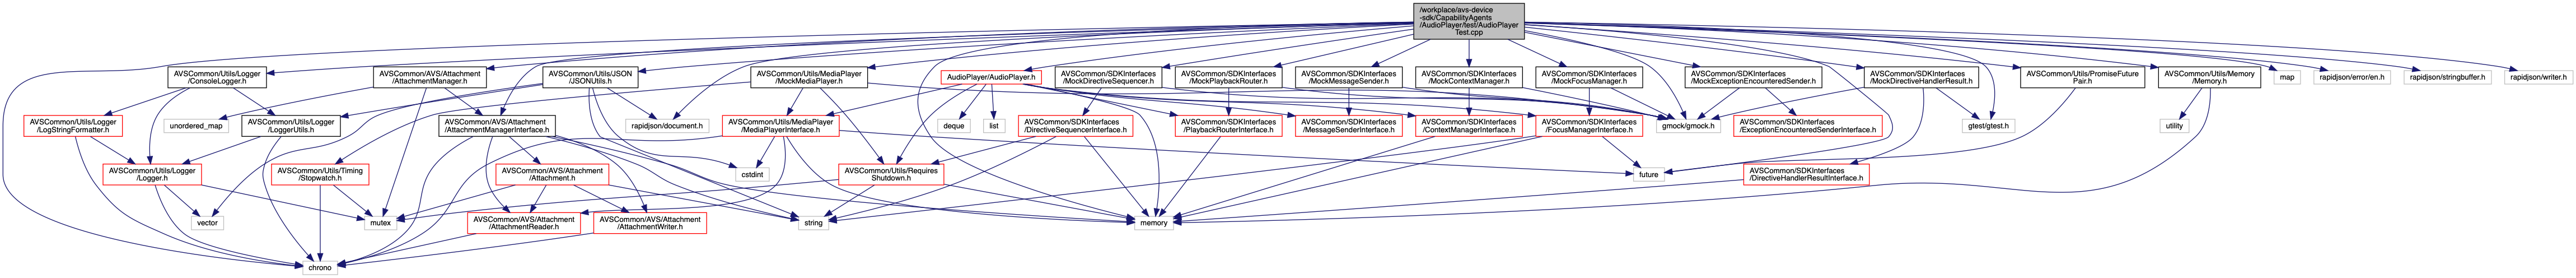 /workplace/avs-device
-sdk/CapabilityAgents
/AudioPlayer/test/AudioPlayer
Test.cpp
AVSCommon/Utils/Logger
/ConsoleLogger.h
AVSCommon/AVS/Attachment
/AttachmentManager.h
AVSCommon/Utils/JSON
/JSONUtils.h
AVSCommon/Utils/MediaPlayer
/MockMediaPlayer.h
AudioPlayer/AudioPlayer.h
AVSCommon/SDKInterfaces
/MockDirectiveSequencer.h
AVSCommon/SDKInterfaces
/MockPlaybackRouter.h
AVSCommon/SDKInterfaces
/MockMessageSender.h
AVSCommon/SDKInterfaces
/MockContextManager.h
AVSCommon/SDKInterfaces
/MockFocusManager.h
AVSCommon/SDKInterfaces
/MockExceptionEncounteredSender.h
AVSCommon/SDKInterfaces
/MockDirectiveHandlerResult.h
AVSCommon/Utils/PromiseFuture
Pair.h
AVSCommon/Utils/Memory
/Memory.h
map
rapidjson/error/en.h
rapidjson/stringbuffer.h
rapidjson/writer.h
AVSCommon/Utils/Logger
/LogStringFormatter.h
unordered_map
AVSCommon/Utils/Logger
/LoggerUtils.h
AVSCommon/AVS/Attachment
/AttachmentManagerInterface.h
rapidjson/document.h
AVSCommon/Utils/MediaPlayer
/MediaPlayerInterface.h
deque
list
AVSCommon/SDKInterfaces
/DirectiveSequencerInterface.h
AVSCommon/SDKInterfaces
/PlaybackRouterInterface.h
AVSCommon/SDKInterfaces
/MessageSenderInterface.h
AVSCommon/SDKInterfaces
/ContextManagerInterface.h
AVSCommon/SDKInterfaces
/FocusManagerInterface.h
gmock/gmock.h
AVSCommon/SDKInterfaces
/ExceptionEncounteredSenderInterface.h
gtest/gtest.h
utility
AVSCommon/Utils/Logger
/Logger.h
AVSCommon/Utils/Timing
/Stopwatch.h
AVSCommon/AVS/Attachment
/Attachment.h
cstdint
AVSCommon/Utils/Requires
Shutdown.h
future
AVSCommon/SDKInterfaces
/DirectiveHandlerResultInterface.h
vector
mutex
AVSCommon/AVS/Attachment
/AttachmentReader.h
AVSCommon/AVS/Attachment
/AttachmentWriter.h
string
memory
chrono